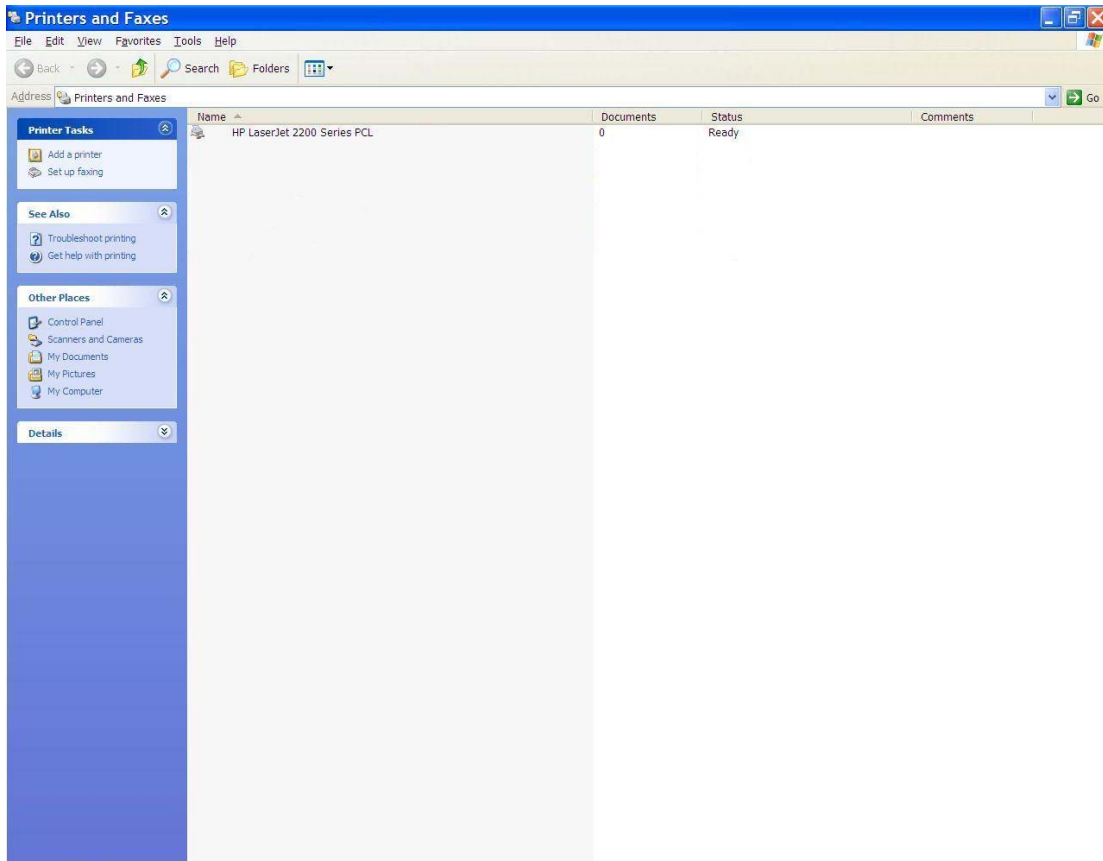 Printers and Faxes
File Edit View Favorites Tools Help
Back Search Folders
Address Printers and Faxes Go
Name Documents Status Comments
HP LaserJet 2200 Series PCL 0 Ready
Printer Tasks
Add a printer
Set up faxing
See Also
Troubleshoot printing
Get help with printing
Other Places
Control Panel
Scanners and Cameras
My Documents
My Pictures
My Computer
Details